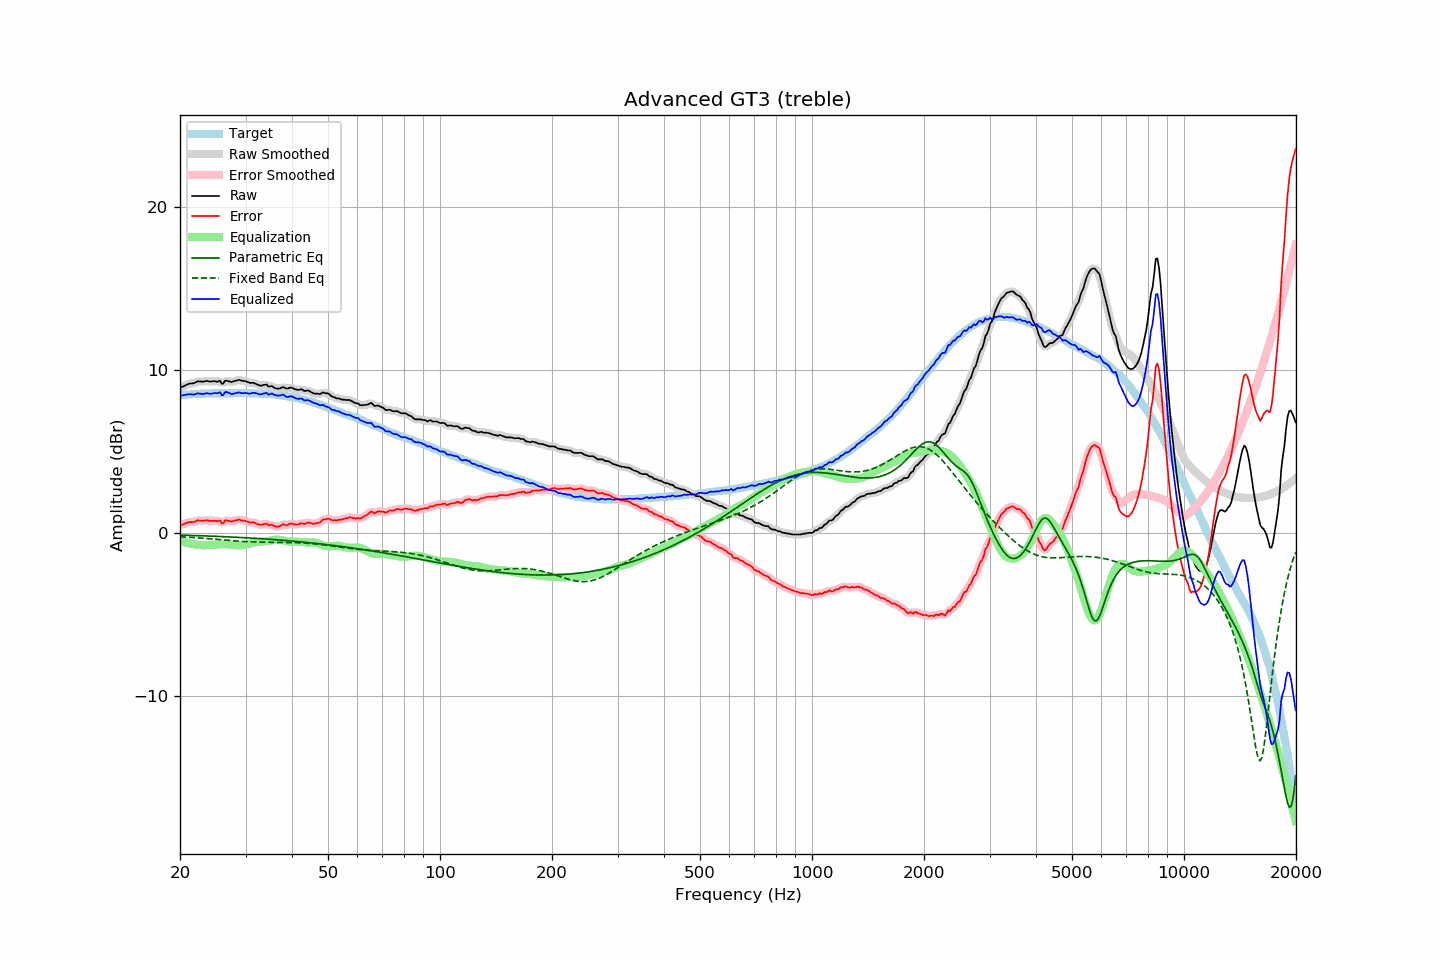 Advanced GT3 (treble)
Target
Raw Smoothed
Error Smoothed
Raw
Error
Equalization
Parametric Eq
Fixed Band Eq
Equalized
20
10
0
−10
Amplitude (dBr)
20
50
100
200
500
1000
2000
5000
10000
20000
Frequency (Hz)